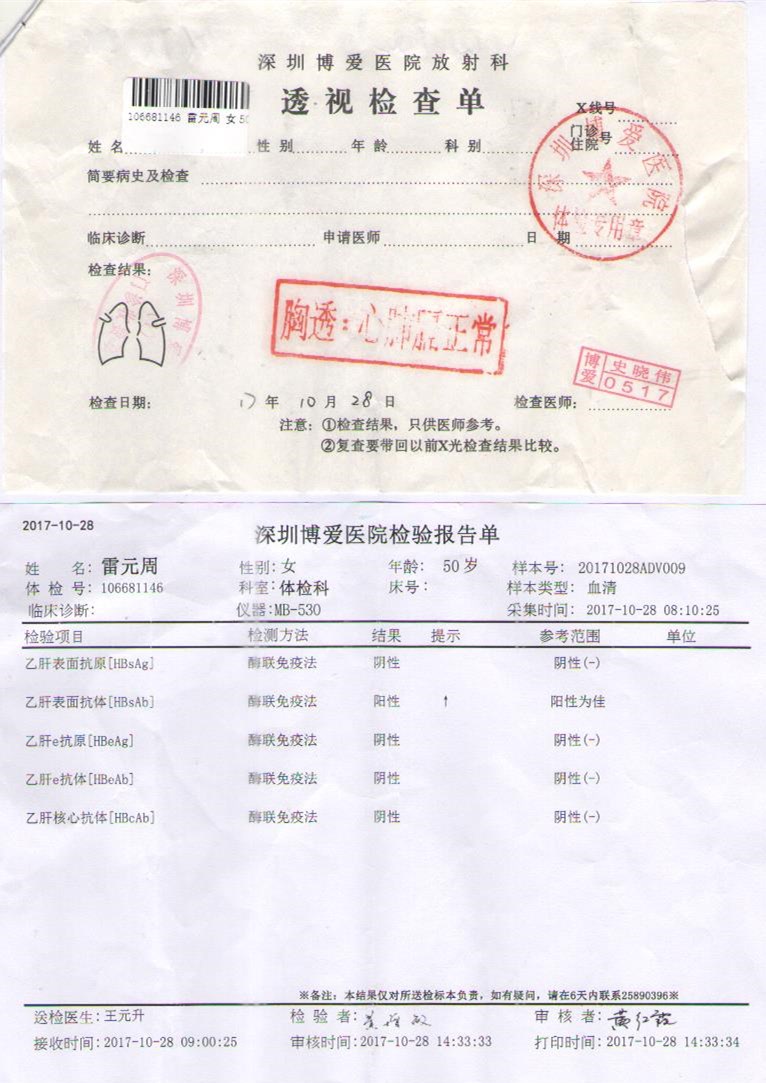 深圳博爱医院放射科
透视检查单
106681146 雷元周 女 50
X线号
门诊
住院号
姓名 性别 年龄 科别
简要病史及检查
临床诊断 申请医师 日期
深圳博爱医院
体检专用章
检查结果：
胸透：心肺膈正常
博爱 史晓伟 0517
检查日期： 17年 10月 28日 检查医师：
注意：①检查结果，只供医师参考。
②复查要带回以前X光检查结果比较。
2017-10-28
深圳博爱医院检验报告单
姓 名：雷元周 性别：女 年龄： 50岁 样本号： 20171028ADV009
体 检 号：106681146 科室：体检科 床号： 样本类型： 血清
临床诊断： 仪器：MB-530 采集时间： 2017-10-28 08:10:25
检验项目 检测方法 结果 提示 参考范围 单位
乙肝表面抗原[HBsAg] 酶联免疫法 阴性 阴性(-)
乙肝表面抗体[HBsAb] 酶联免疫法 阳性 ↑ 阳性为佳
乙肝e抗原[HBeAg] 酶联免疫法 阴性 阴性(-)
乙肝e抗体[HBeAb] 酶联免疫法 阴性 阴性(-)
乙肝核心抗体[HBcAb] 酶联免疫法 阴性 阴性(-)
※备注：本结果仅对所送检标本负责，如有疑问，请在6天内联系25890396※
送检医生：王元升 检 验 者： 审 核 者：
接收时间：2017-10-28 09:00:25 审核时间：2017-10-28 14:33:33 打印时间：2017-10-28 14:33:34